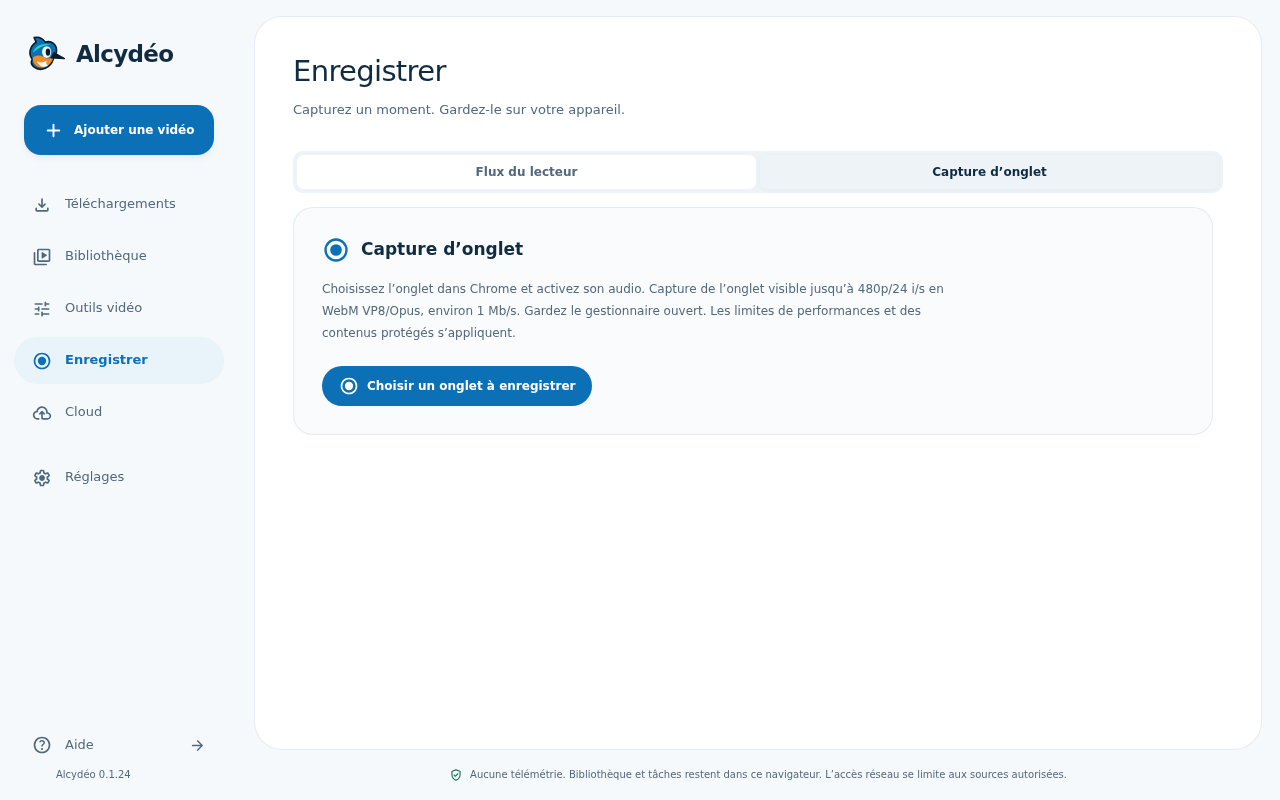 Alcydéo
Ajouter une vidéo
Téléchargements
Bibliothèque
Outils vidéo
Enregistrer
Cloud
Réglages
Aide
Alcydéo 0.1.24
Enregistrer
Capturez un moment. Gardez-le sur votre appareil.
Flux du lecteur
Capture d’onglet
Capture d’onglet
Choisissez l’onglet dans Chrome et activez son audio. Capture de l’onglet visible jusqu’à 480p/24 i/s en
WebM VP8/Opus, environ 1 Mb/s. Gardez le gestionnaire ouvert. Les limites de performances et des
contenus protégés s’appliquent.
Choisir un onglet à enregistrer
Aucune télémétrie. Bibliothèque et tâches restent dans ce navigateur. L’accès réseau se limite aux sources autorisées.